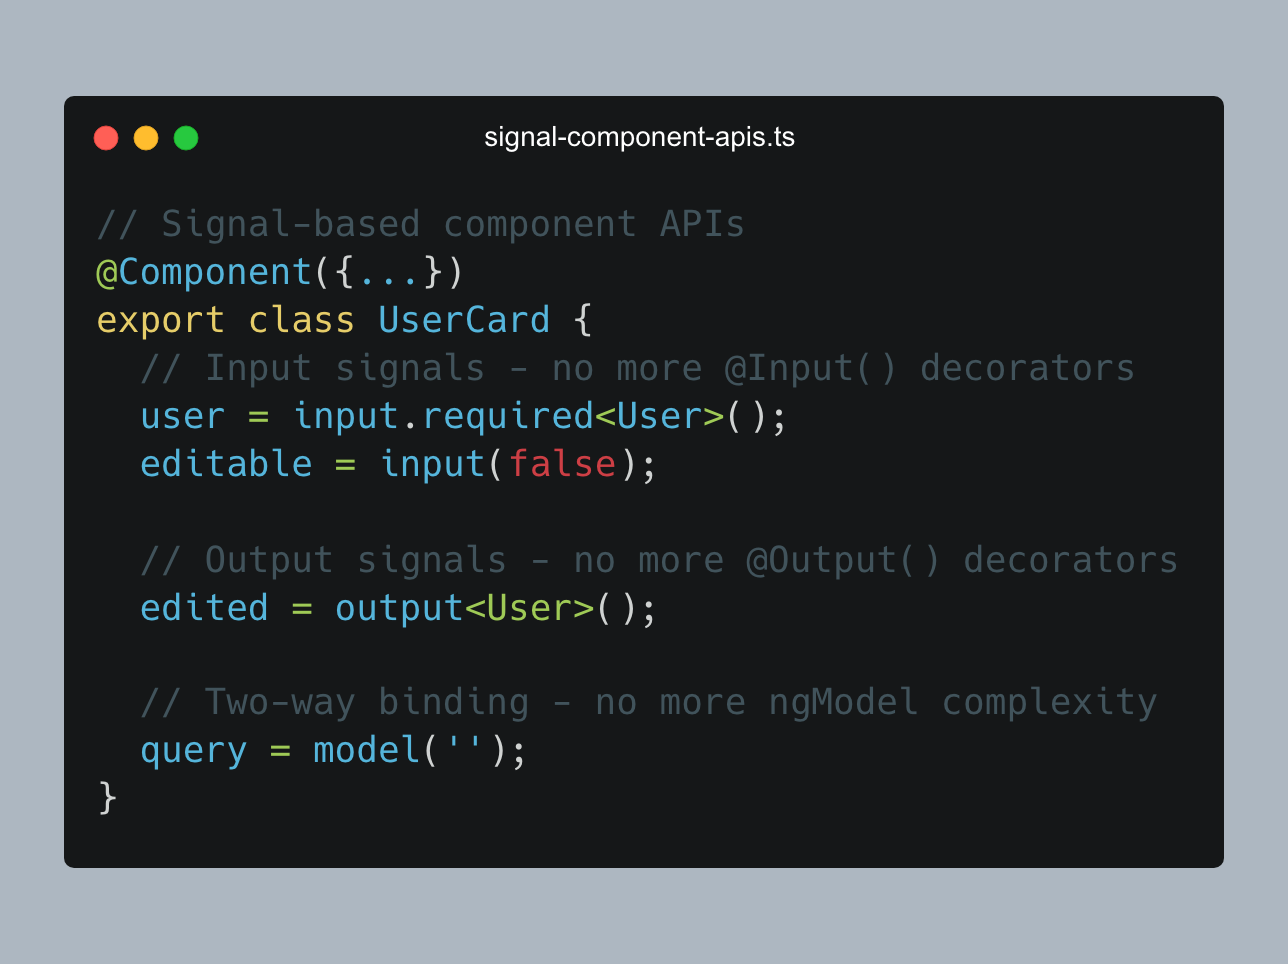 signal-component-apis.ts
// Signal-based component APIs
@Component({...})
export class UserCard {
  // Input signals - no more @Input() decorators
  user = input.required<User>();
  editable = input(false);

  // Output signals - no more @Output() decorators
  edited = output<User>();

  // Two-way binding - no more ngModel complexity
  query = model('');
}